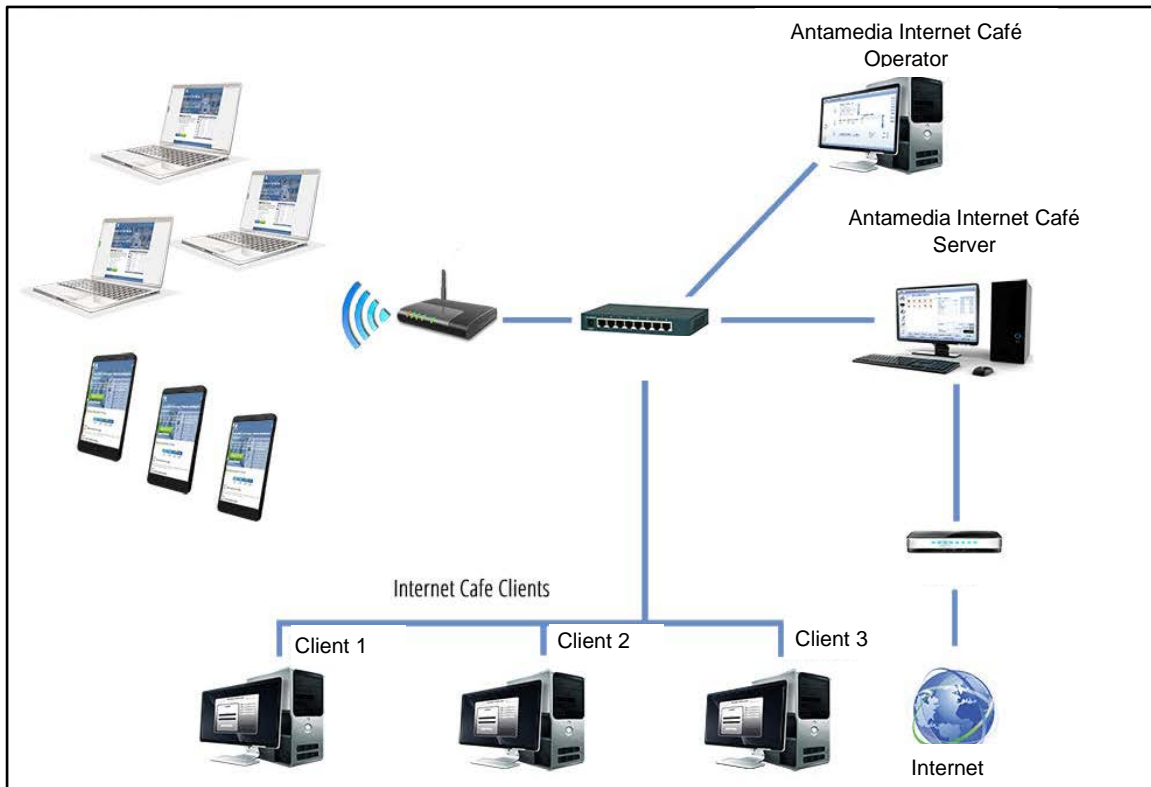 Antamedia Internet Café
Operator
Antamedia Internet Café
Server
Internet Cafe Clients
Client 1
Client 2
Client 3
Internet